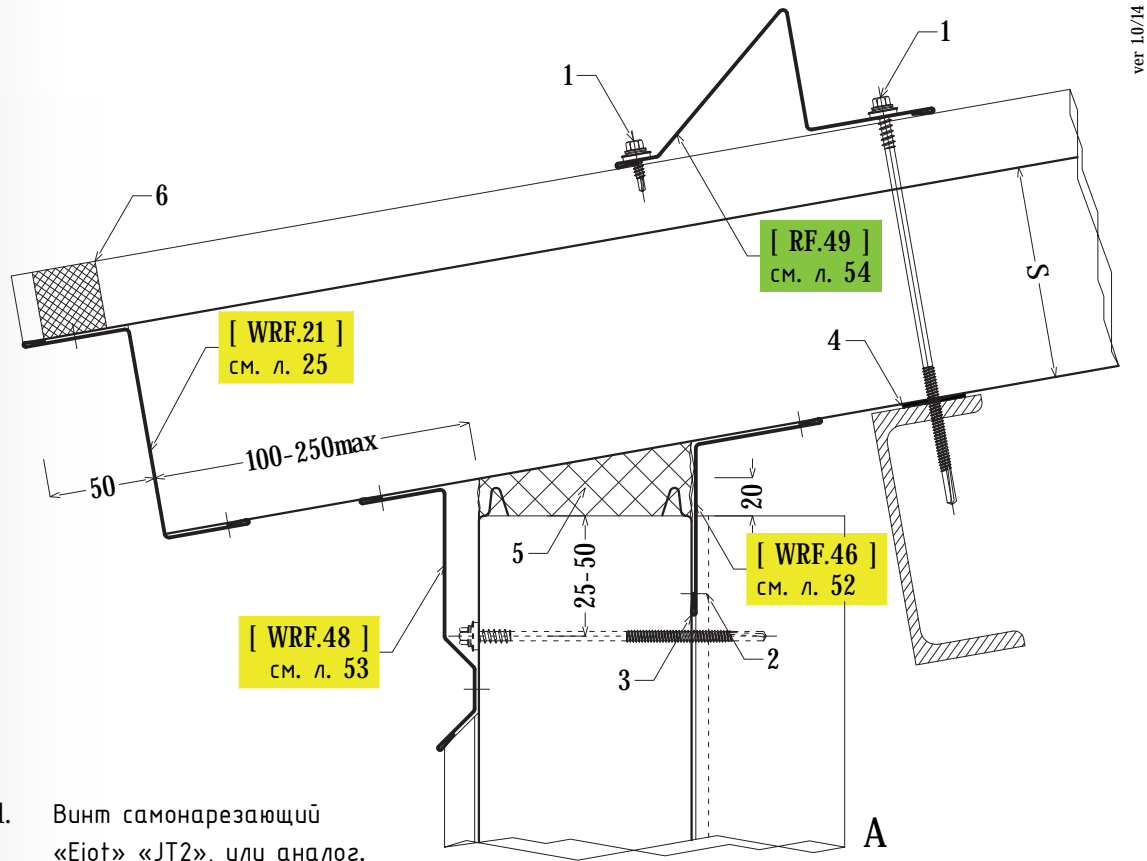 ver 1.0/14
1
1
6
[ RF.49 ]
см. л. 54
S
[ WRF.21 ]
см. л. 25
4
100-250max
50
20
5
25-50
[ WRF.46 ]
см. л. 52
[ WRF.48 ]
см. л. 53
3
2
A
1. Винт самонарезающий
«Ejot» «JT2», или аналог.